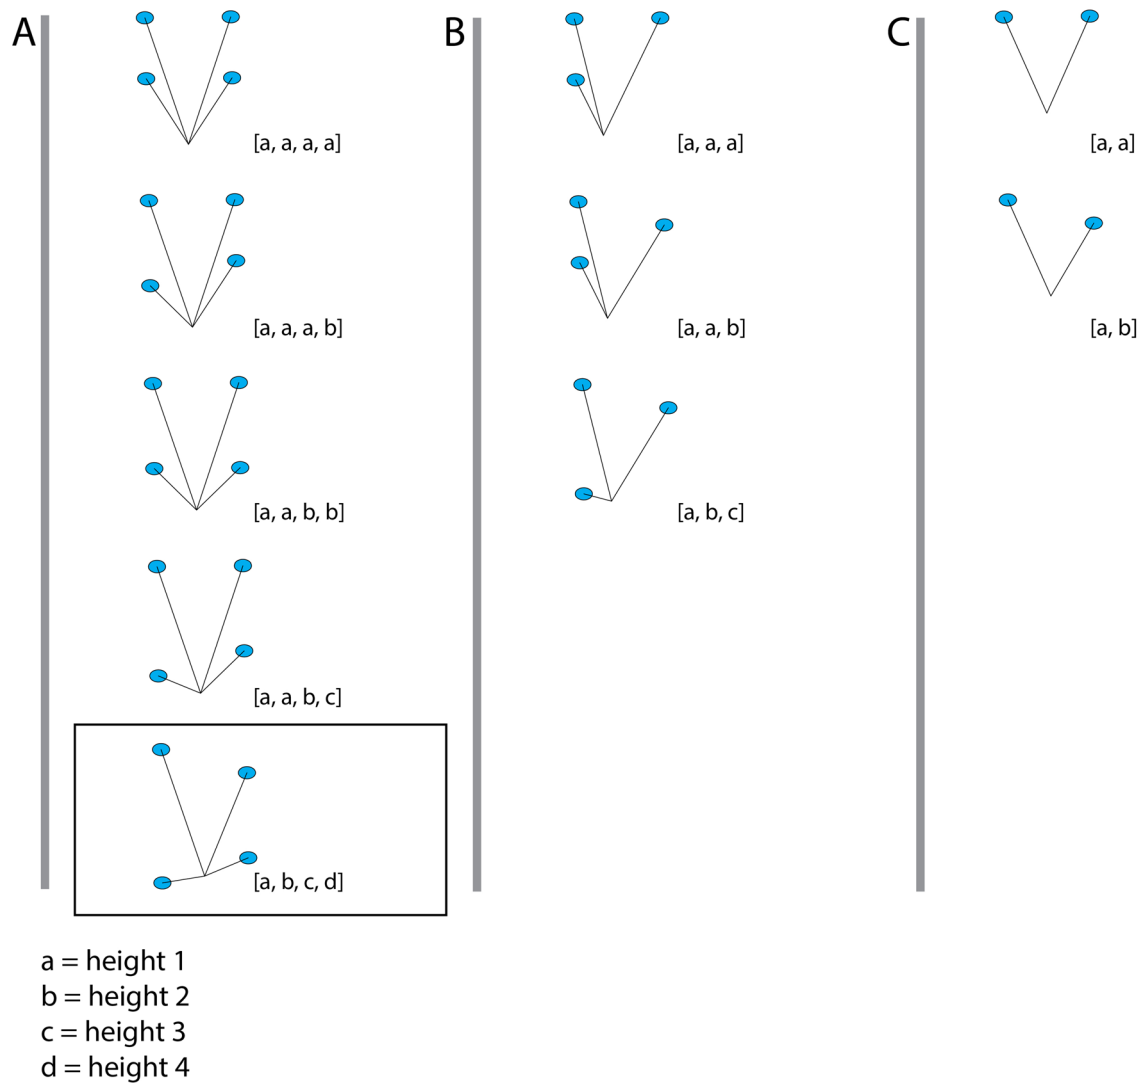 A
B
C
[a, a, a, a]
[a, a, a]
[a, a]
[a, a, a, b]
[a, a, b]
[a, b]
[a, a, b, b]
[a, b, c]
[a, a, b, c]
[a, b, c, d]
a = height 1
b = height 2
c = height 3
d = height 4